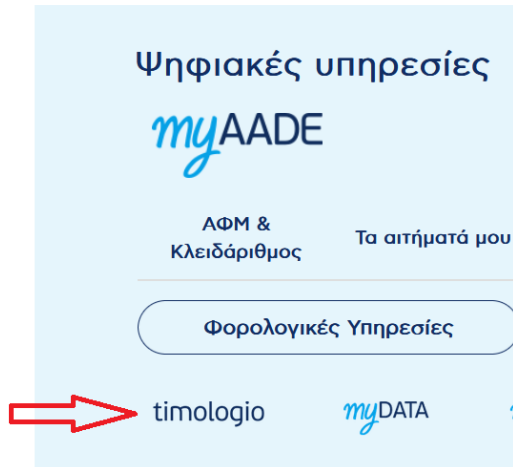 Ψηφιακές υπηρεσίες
myAADE
ΑΦΜ &
Κλειδάριθμος
Τα αιτήματά μου
Φορολογικές Υπηρεσίες
timologio
myDATA